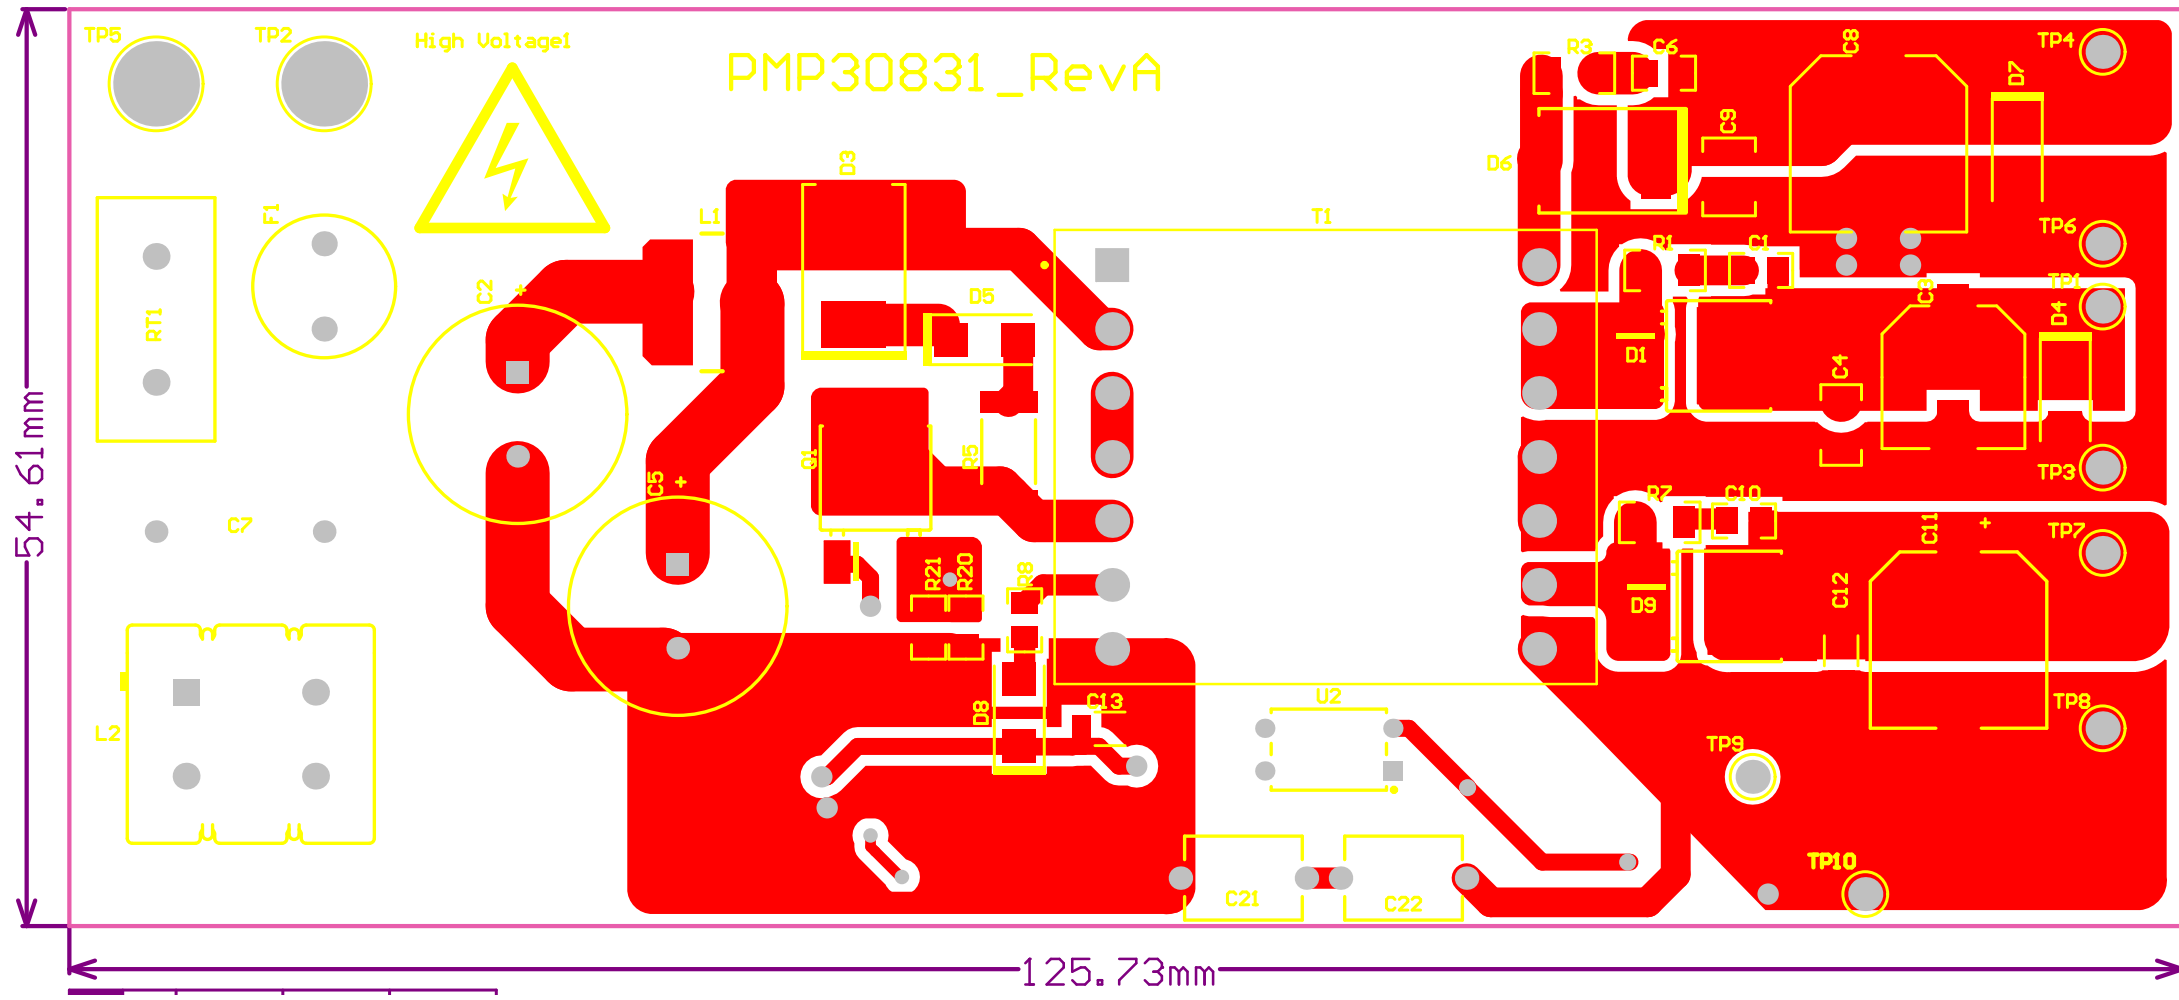 TP5
TP2
High Voltage1
PMP30831_RevA
R3
C6
C8
TP4
D7
C9
D3
D6
F1
L1
T1
TP6
R1
C1
TP1
C2
+
D5
C3
D4
RT1
D1
C4
Q1
R5
TP3
C5
+
R7
C10
C11
+
C7
TP7
54.61mm
R21
R20
R8
D9
C12
L2
D8
C13
U2
TP8
TP9
TP10
C21
C22
125.73mm